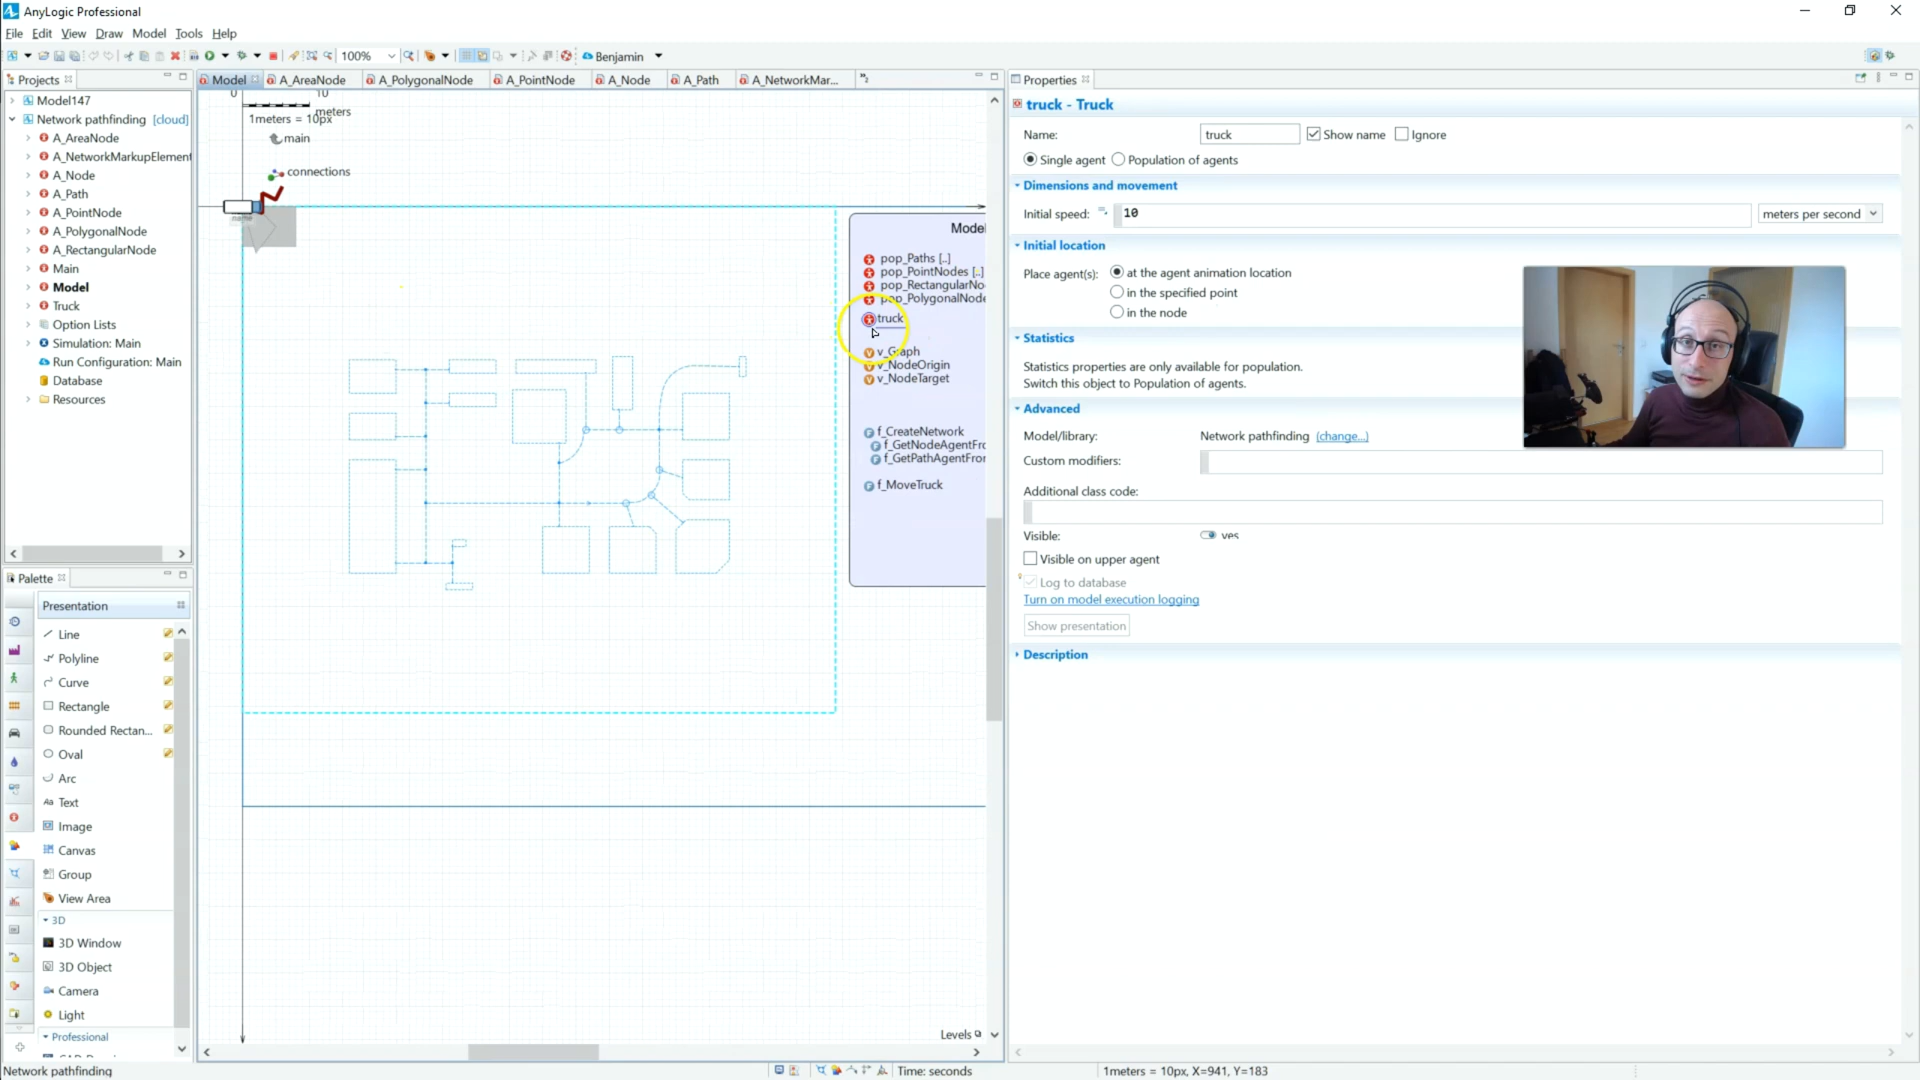 AnyLogic Professional
File Edit View Draw Model Tools Help
100%
Benjamin
Projects
Model147
Network pathfinding [cloud]
A_AreaNode
A_NetworkMarkupElement
A_Node
A_Path
A_PointNode
A_PolygonalNode
A_RectangularNode
Main
Model
Truck
Option Lists
Simulation: Main
Run Configuration: Main
Database
Resources
Palette
Presentation
Line
Polyline
Curve
Rectangle
Rounded Rectan...
Oval
Arc
Text
Image
Canvas
Group
View Area
3D
3D Window
3D Object
Camera
Light
Professional
Model A_AreaNode A_PolygonalNode A_PointNode A_Node A_Path A_NetworkMar... »2
0 10
meters
1meters = 10px
main
connections
name
Model
pop_Paths [..]
pop_PointNodes [..]
pop_RectangularNo
pop_PolygonalNode
truck
v_Graph
v_NodeOrigin
v_NodeTarget
f_CreateNetwork
f_GetNodeAgentFro
f_GetPathAgentFror
f_MoveTruck
Levels
Properties
truck - Truck
Name: truck Show name Ignore
Single agent Population of agents
Dimensions and movement
Initial speed: 10 meters per second
Initial location
Place agent(s): at the agent animation location
in the specified point
in the node
Statistics
Statistics properties are only available for population.
Switch this object to Population of agents.
Advanced
Model/library: Network pathfinding (change...)
Custom modifiers:
Additional class code:
Visible: yes
Visible on upper agent
Log to database
Turn on model execution logging
Show presentation
Description
Network pathfinding
Time: seconds
1meters = 10px, X=941, Y=183